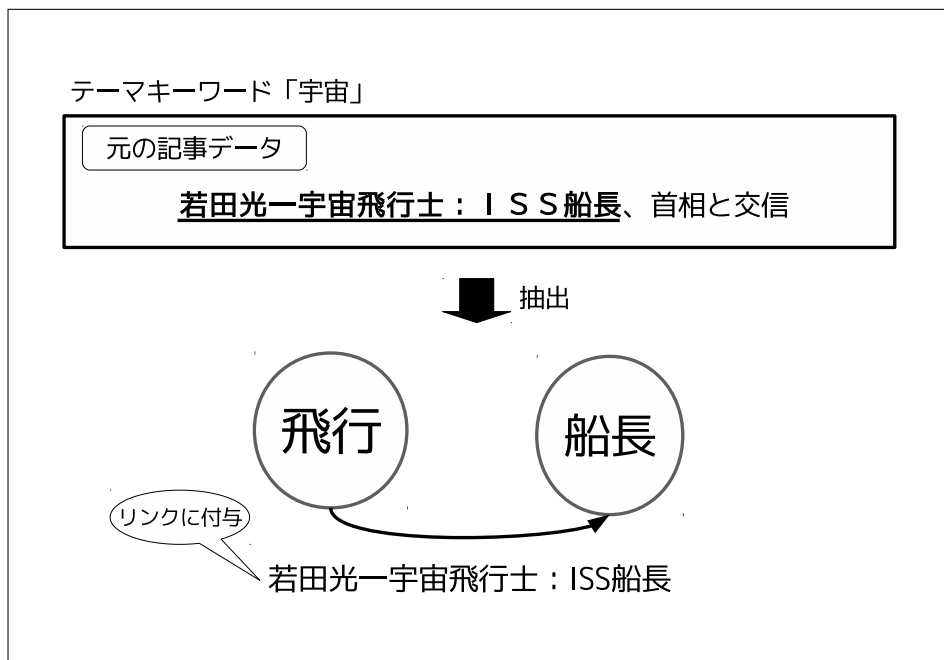 テーマキーワード「宇宙」
元の記事データ
若田光一宇宙飛行士：ＩＳＳ船長、首相と交信
抽出
飛行
船長
リンクに付与
若田光一宇宙飛行士：ISS船長